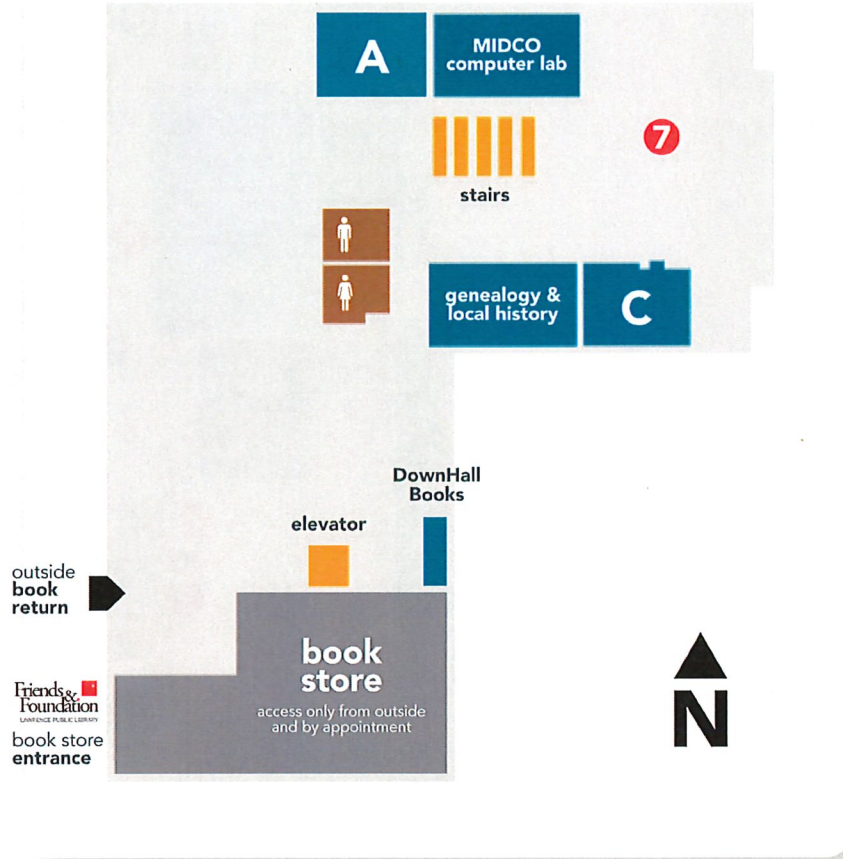 A
MIDCO
computer lab
7
stairs
genealogy &
local history
C
DownHall
Books
elevator
outside
book
return
book
store
access only from outside
and by appointment
Friends &
Foundation
LAWRENCE PUBLIC LIBRARY
book store
entrance
N